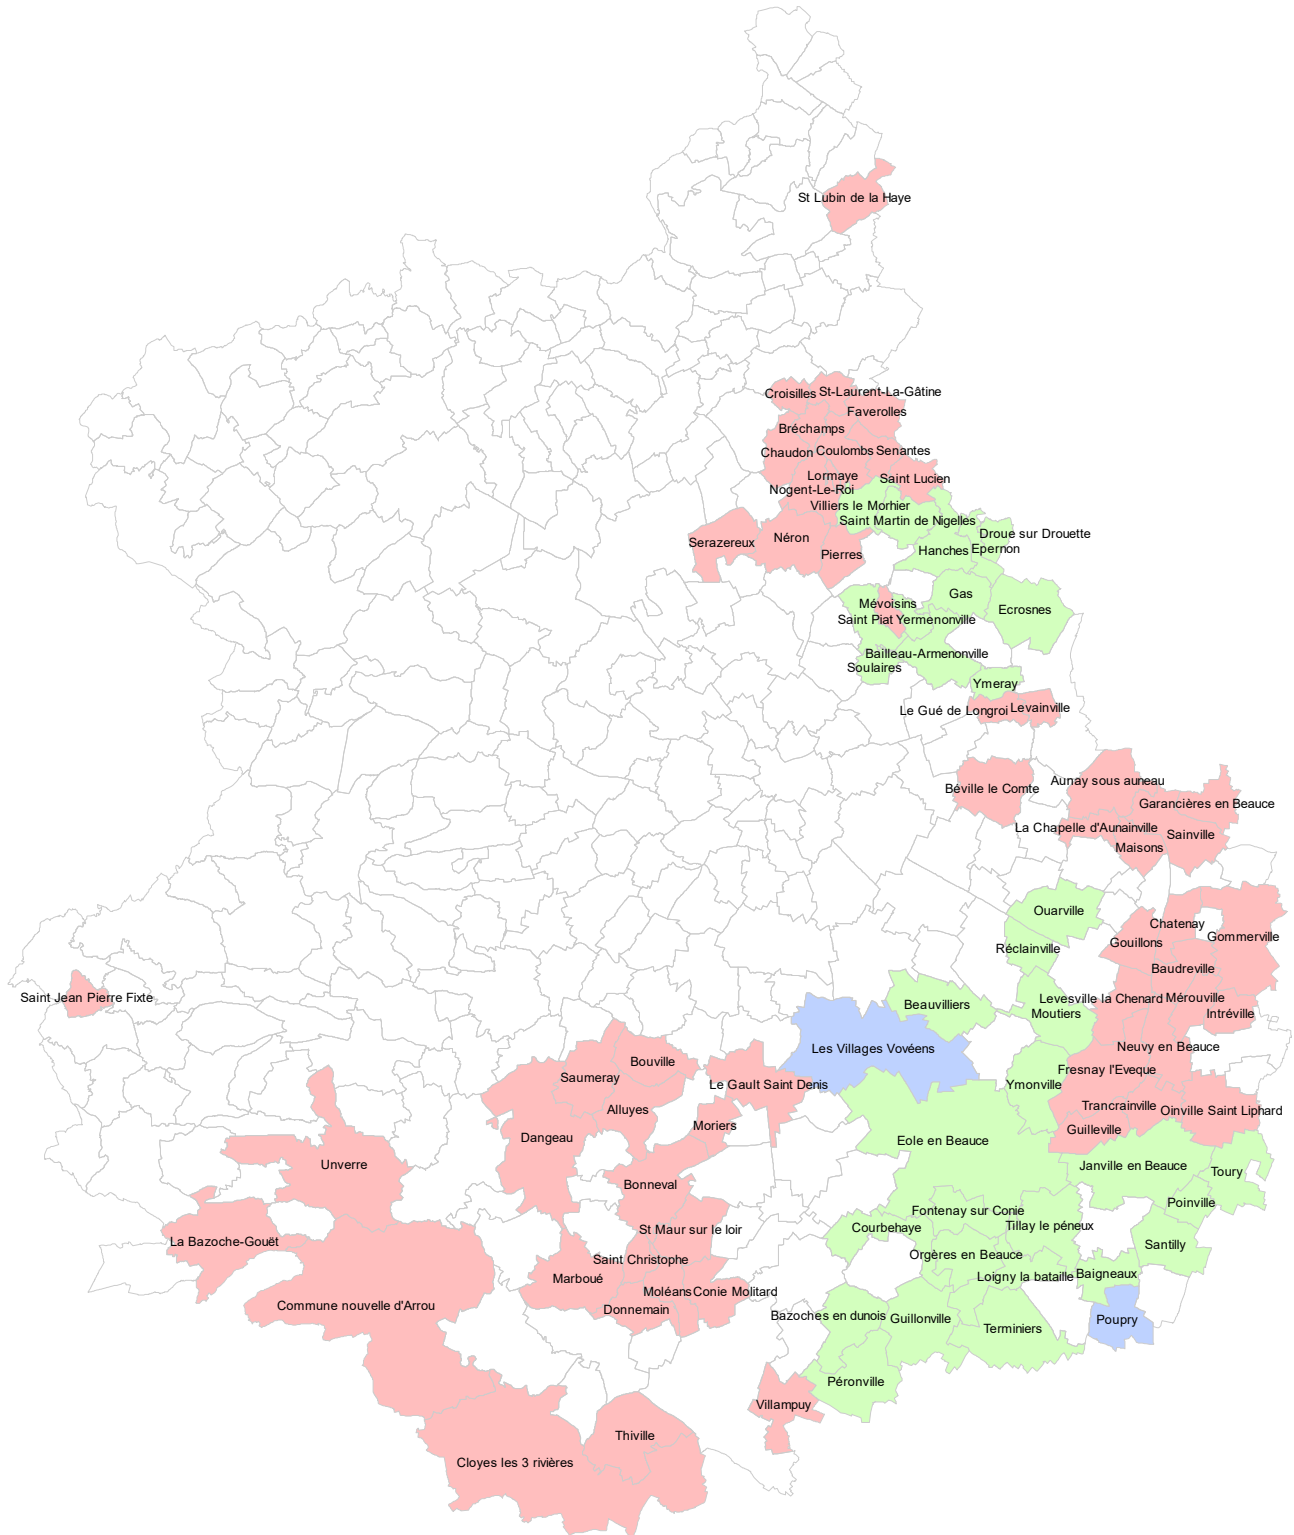 St Lubin de la Haye
Croisilles
St-Laurent-La-Gâtine
Faverolles
Bréchamps
Chaudon
Coulombs
Senantes
Lormaye
Saint Lucien
Nogent-Le-Roi
Villiers le Morhier
Saint Martin de Nigelles
Droue sur Drouette
Serazereux
Néron
Hanches
Epernon
Pierres
Gas
Mévoisins
Ecrosnes
Saint Piat
Yermenonville
Bailleau-Armenonville
Soulaires
Ymeray
Le Gué de Longroi
Levainville
Aunay sous auneau
Béville le Comte
Garancières en Beauce
La Chapelle d'Aunainville
Sainville
Maisons
Ouarville
Chatenay
Gommerville
Gouillons
Réclainville
Baudreville
Saint Jean Pierre Fixte
Levesville la Chenard
Mérouville
Beauvilliers
Moutiers
Intréville
Les Villages Vovéens
Neuvy en Beauce
Bouville
Fresnay l'Eveque
Saumeray
Le Gault Saint Denis
Ymonville
Alluyes
Trancrainville
Oinville Saint Liphard
Moriers
Guilleville
Dangeau
Eole en Beauce
Unverre
Janville en Beauce
Toury
Bonneval
Poinville
Fontenay sur Conie
Tillay le péneux
St Maur sur le loir
Courbehaye
La Bazoche-Gouët
Santilly
Orgères en Beauce
Saint Christophe
Marboué
Loigny la bataille
Baigneaux
Moléans
Conie Molitard
Commune nouvelle d'Arrou
Donnemain
Bazoches en dunois
Guillonville
Poupry
Terminiers
Péronville
Villampuy
Thiville
Cloyes les 3 rivières